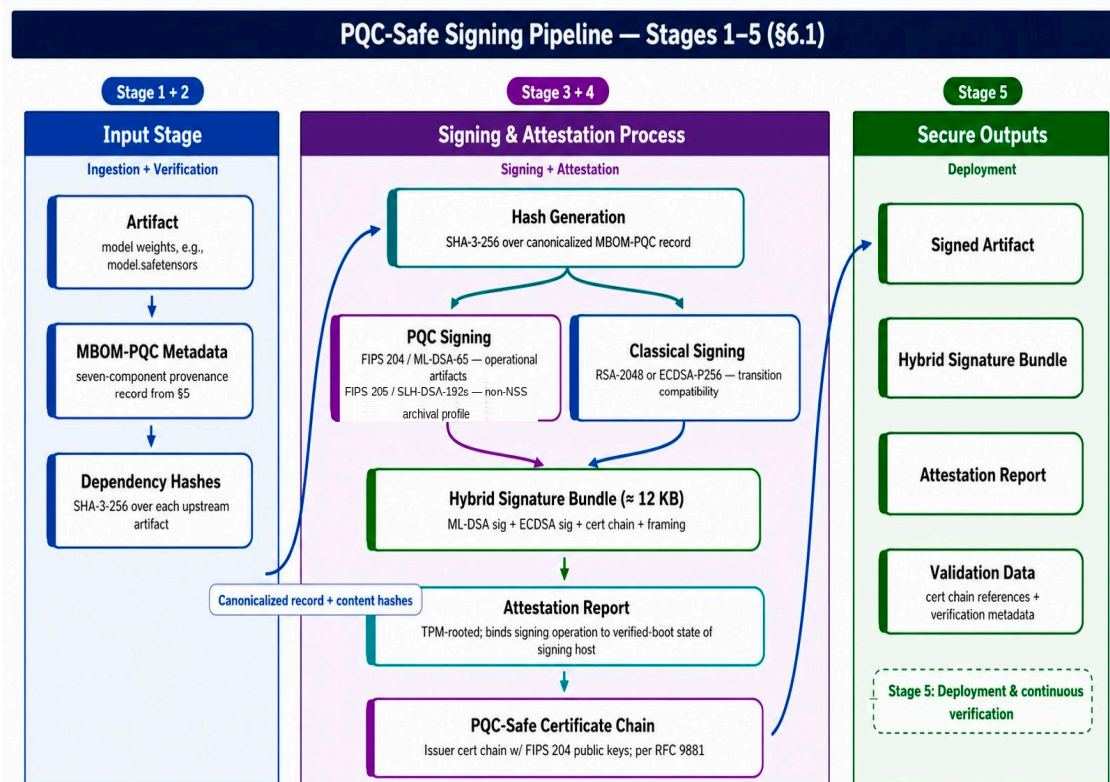 PQC-Safe Signing Pipeline — Stages 1–5 (§6.1)
Stage 1 + 2
Input Stage
Ingestion + Verification
Artifact
model weights, e.g.,
model.safetensors
MBOM-PQC Metadata
seven-component provenance
record from §5
Dependency Hashes
SHA-3-256 over each upstream
artifact
Canonicalized record + content hashes
Stage 3 + 4
Signing & Attestation Process
Signing + Attestation
Hash Generation
SHA-3-256 over canonicalized MBOM-PQC record
PQC Signing
FIPS 204 / ML-DSA-65 — operational
artifacts
FIPS 205 / SLH-DSA-192s — non-NSS
archival profile
Classical Signing
RSA-2048 or ECDSA-P256 — transition
compatibility
Hybrid Signature Bundle (≈ 12 KB)
ML-DSA sig + ECDSA sig + cert chain + framing
Attestation Report
TPM-rooted; binds signing operation to verified-boot state of
signing host
PQC-Safe Certificate Chain
Issuer cert chain w/ FIPS 204 public keys; per RFC 9881
Stage 5
Secure Outputs
Deployment
Signed Artifact
Hybrid Signature Bundle
Attestation Report
Validation Data
cert chain references +
verification metadata
Stage 5: Deployment & continuous
verification